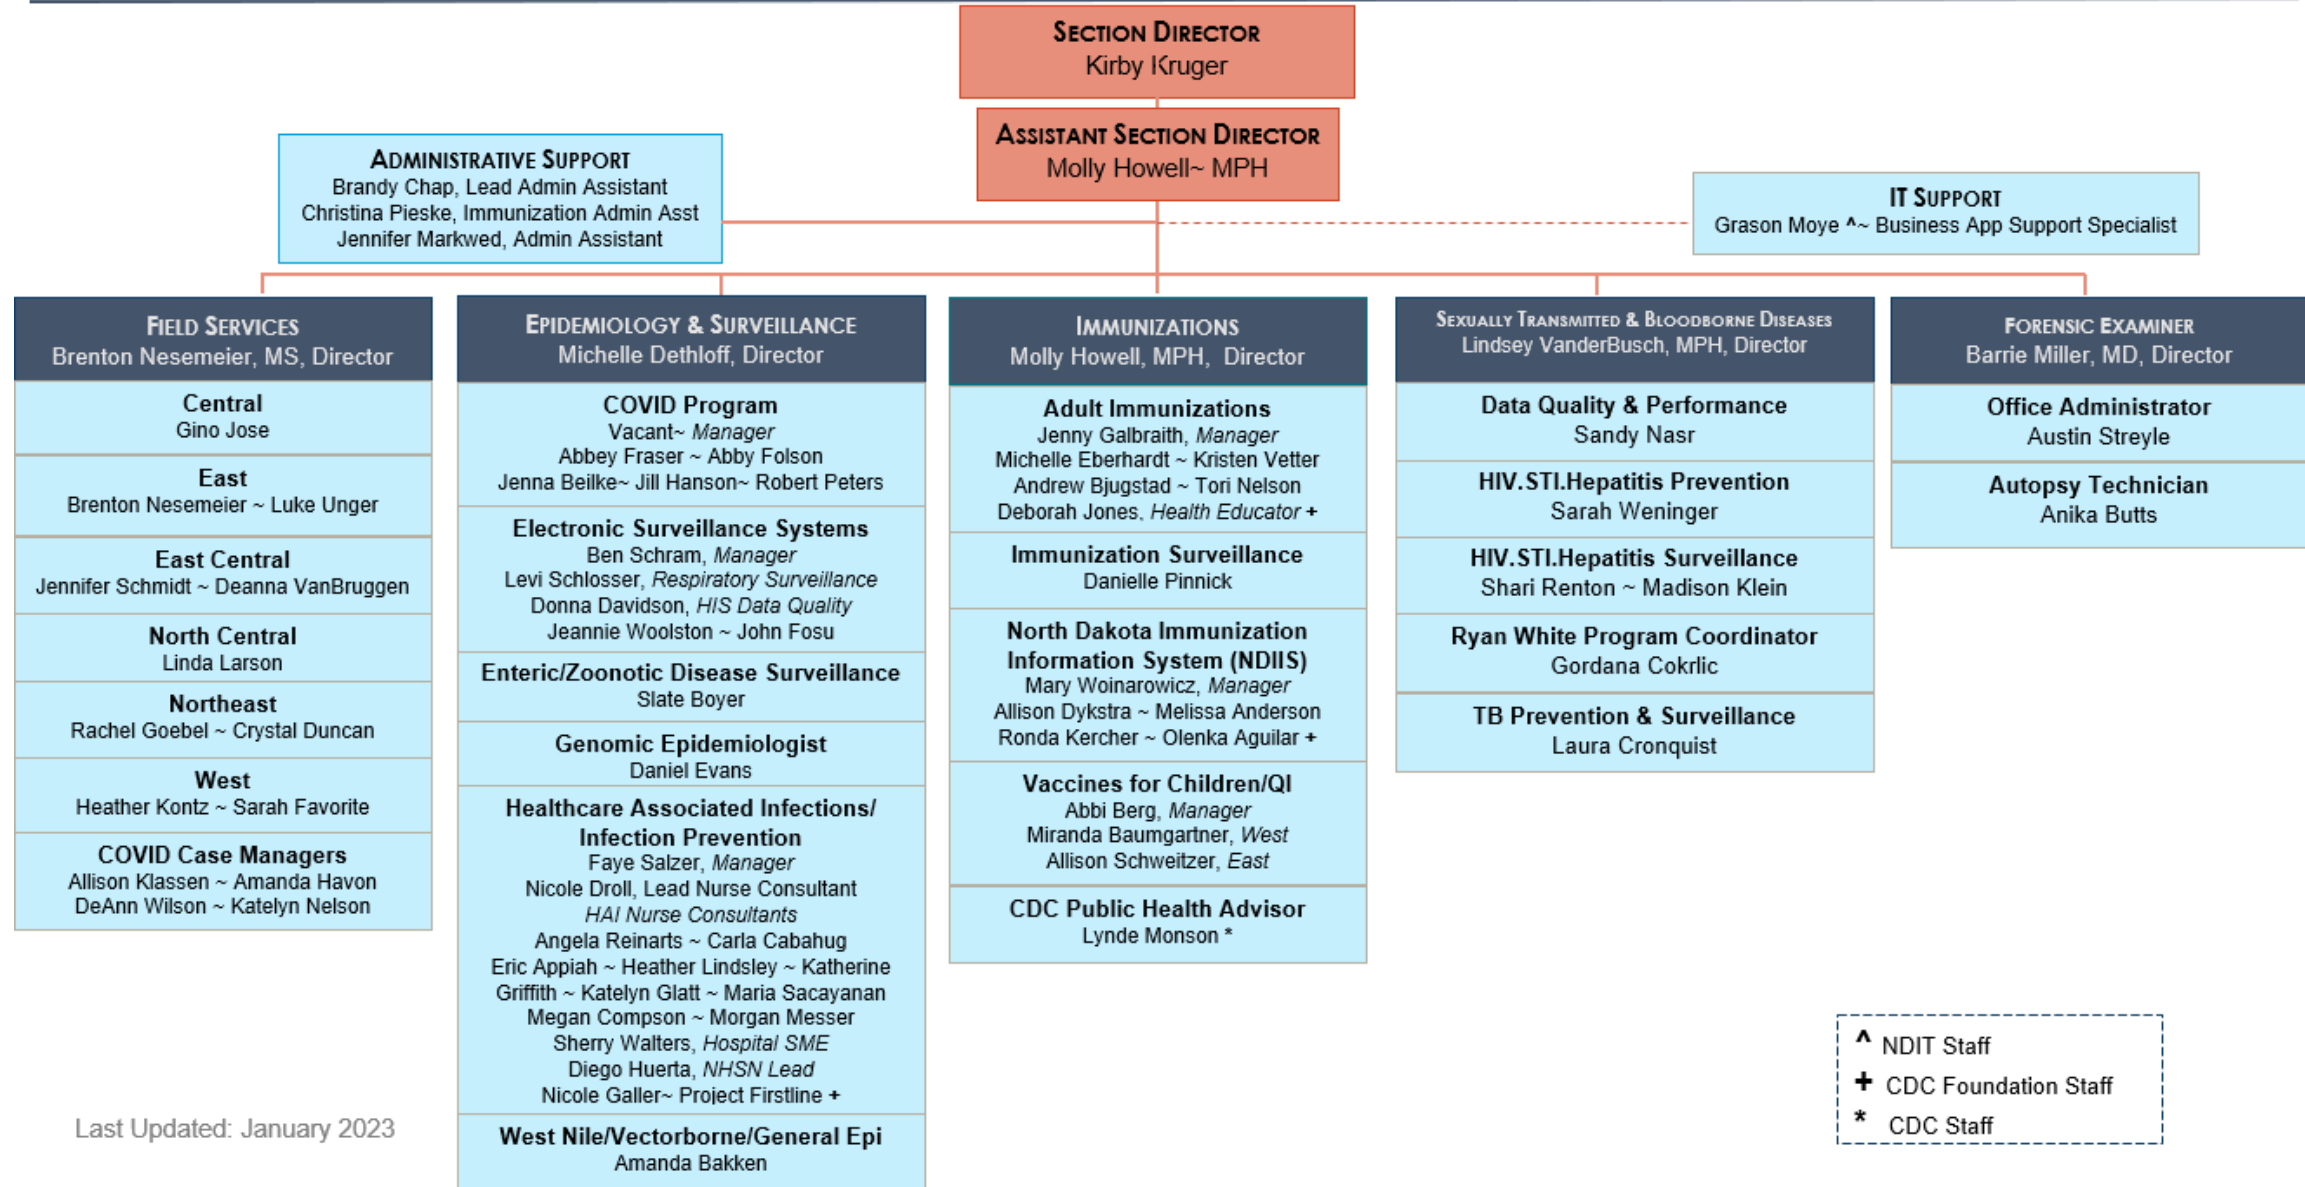 SECTION DIRECTOR
Kirby Kruger
ASSISTANT SECTION DIRECTOR
Molly Howell~ MPH
ADMINISTRATIVE SUPPORT
Brandy Chap, Lead Admin Assistant
Christina Pieske, Immunization Admin Asst
Jennifer Markwed, Admin Assistant
IT SUPPORT
Grason Moye ^~ Business App Support Specialist
FIELD SERVICES
Brenton Nesemeier, MS, Director
Central
Gino Jose
East
Brenton Nesemeier ~ Luke Unger
East Central
Jennifer Schmidt ~ Deanna VanBruggen
North Central
Linda Larson
Northeast
Rachel Goebel ~ Crystal Duncan
West
Heather Kontz ~ Sarah Favorite
COVID Case Managers
Allison Klassen ~ Amanda Havon
DeAnn Wilson ~ Katelyn Nelson
EPIDEMIOLOGY & SURVEILLANCE
Michelle Dethloff, Director
COVID Program
Vacant~ Manager
Abbey Fraser ~ Abby Folson
Jenna Beilke~ Jill Hanson~ Robert Peters
Electronic Surveillance Systems
Ben Schram, Manager
Levi Schlosser, Respiratory Surveillance
Donna Davidson, HIS Data Quality
Jeannie Woolston ~ John Fosu
Enteric/Zoonotic Disease Surveillance
Slate Boyer
Genomic Epidemiologist
Daniel Evans
Healthcare Associated Infections/
Infection Prevention
Faye Salzer, Manager
Nicole Droll, Lead Nurse Consultant
HAI Nurse Consultants
Angela Reinarts ~ Carla Cabahug
Eric Appiah ~ Heather Lindsley ~ Katherine
Griffith ~ Katelyn Glatt ~ Maria Sacayanan
Megan Compson ~ Morgan Messer
Sherry Walters, Hospital SME
Diego Huerta, NHSN Lead
Nicole Galler~ Project Firstline +
West Nile/Vectorborne/General Epi
Amanda Bakken
IMMUNIZATIONS
Molly Howell, MPH, Director
Adult Immunizations
Jenny Galbraith, Manager
Michelle Eberhardt ~ Kristen Vetter
Andrew Bjugstad ~ Tori Nelson
Deborah Jones, Health Educator +
Immunization Surveillance
Danielle Pinnick
North Dakota Immunization
Information System (NDIIS)
Mary Woinarowicz, Manager
Allison Dykstra ~ Melissa Anderson
Ronda Kercher ~ Olenka Aguilar +
Vaccines for Children/QI
Abbi Berg, Manager
Miranda Baumgartner, West
Allison Schweitzer, East
CDC Public Health Advisor
Lynde Monson *
SEXUALLY TRANSMITTED & BLOODBORNE DISEASES
Lindsey VanderBusch, MPH, Director
Data Quality & Performance
Sandy Nasr
HIV.STI.Hepatitis Prevention
Sarah Weninger
HIV.STI.Hepatitis Surveillance
Shari Renton ~ Madison Klein
Ryan White Program Coordinator
Gordana Cokrlic
TB Prevention & Surveillance
Laura Cronquist
FORENSIC EXAMINER
Barrie Miller, MD, Director
Office Administrator
Austin Streyle
Autopsy Technician
Anika Butts
^ NDIT Staff
+ CDC Foundation Staff
* CDC Staff
Last Updated: January 2023